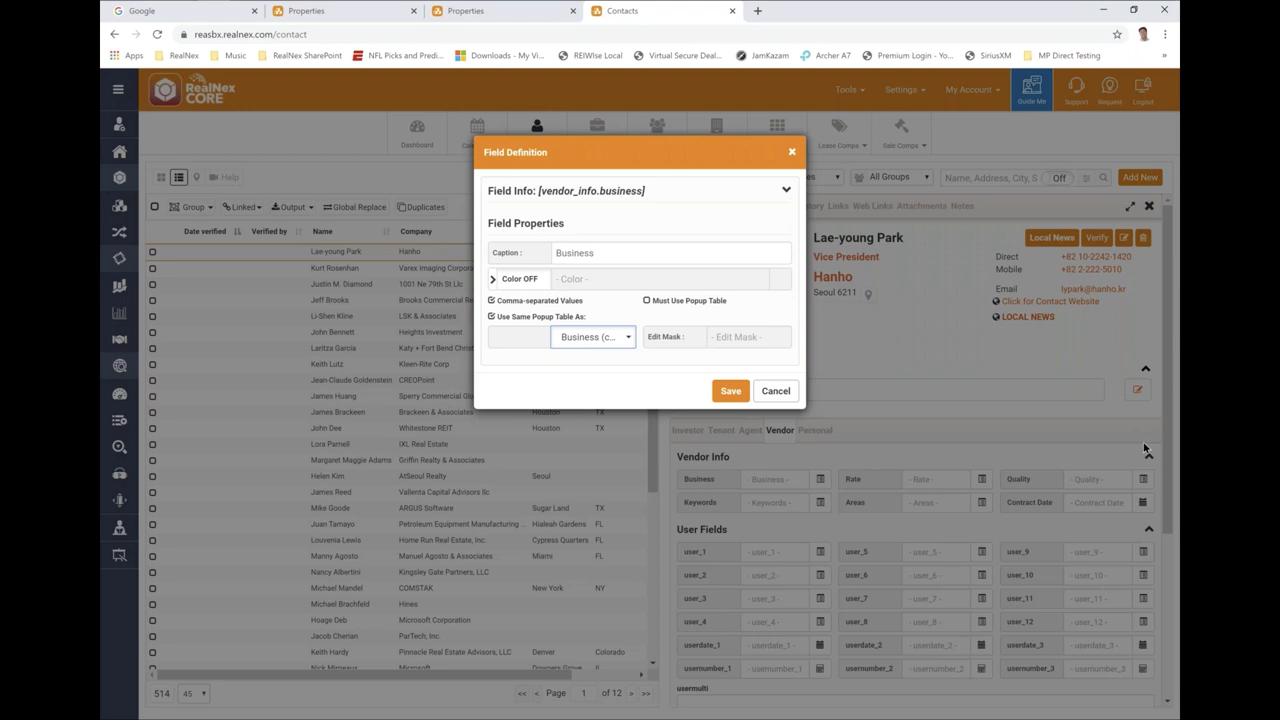 Google
Properties
Properties
Contacts
reasbx.realnex.com/contact
Apps
RealNex
Music
RealNex SharePoint
NFL Picks and Predi...
Downloads - My Vi...
REIWise Local
Virtual Secure Deal...
JamKazam
Archer A7
Premium Login - Yo...
SiriusXM
MP Direct Testing
»
RealNex
CORE
Tools
Settings
My Account
Guide Me
Support
Request
Logout
Dashboard
Lease Comps
Sale Comps
Help
All Groups
Name, Address, City, S
Off
Add New
Group
Linked
Output
Global Replace
Duplicates
Links Web Links Attachments Notes
Date verified Verified by Name Company
Lae-young Park Hanho
Kurt Rosenhan Varex Imaging Corpora
Justin M. Diamond 1001 Ne 79th St Llc
Jeff Brooks Brooks Commercial Re
Li-Shen Kline LSK & Associates
John Bennett Heights Investment
Laritza Garcia Katy + Fort Bend Christ
Keith Lutz Kleen-Rite Corp
Jean-Claude Goldenstein CREOPoint
James Huang Sperry Commercial Glo
James Brackeen Brackeen & Associates Houston TX
John Dee Whitestone REIT Houston TX
Lora Parnell IXL Real Estate
Margaret Maggie Adams Griffin Realty & Associates
Helen Kim AtSeoul Realty Seoul
James Reed Vallenta Capital Advisors llc
Mike Goode ARGUS Software Sugar Land TX
Juan Tamayo Petroleum Equipment Manufacturing ... Hialeah Gardens FL
Louvenia Lewis Home Run Real Estate, Inc. Cypress Quarters FL
Manny Agosto Manuel Agosto & Associates Miami FL
Nancy Albertini Kingsley Gate Partners, LLC
Michael Mandel COMSTAK New York NY
Michael Brachfeld Hines
Hoage Deb Microsoft Corporation
Jacob Cherian ParTech, Inc.
Keith Hardy Pinnacle Real Estate Advisors, LLC Denver Colorado
514 45 << < Page 1 of 12 > >>
Field Definition
Field Info: [vendor_info.business]
Field Properties
Caption : Business
Color OFF - Color -
Comma-separated Values Must Use Popup Table
Use Same Popup Table As:
Business (c... Edit Mask : - Edit Mask -
Save Cancel
Lae-young Park
Vice President
Hanho
Seoul 6211
Local News Verify
Direct +82 10-2242-1420
Mobile +82 2-222-5010
lypark@hanho.kr
Click for Contact Website
LOCAL NEWS
Investor Tenant Agent Vendor Personal
Vendor Info
Business - Business - Rate - Rate - Quality - Quality -
Keywords - Keywords - Areas - Areas - Contract Date - Contract Date
User Fields
user_1 - user_1 - user_5 - user_5 - user_9 - user_9 -
user_2 - user_2 - user_6 - user_6 - user_10 - user_10 -
user_3 - user_3 - user_7 - user_7 - user_11 - user_11 -
user_4 - user_4 - user_8 - user_8 - user_12 - user_12 -
userdate_1 - userdate_1 - userdate_2 - userdate_2 - userdate_3 - userdate_3 -
usernumber_1 - usernumber_1 usernumber_2 - usernumber_2 usernumber_3 - usernumber_3
usermulti